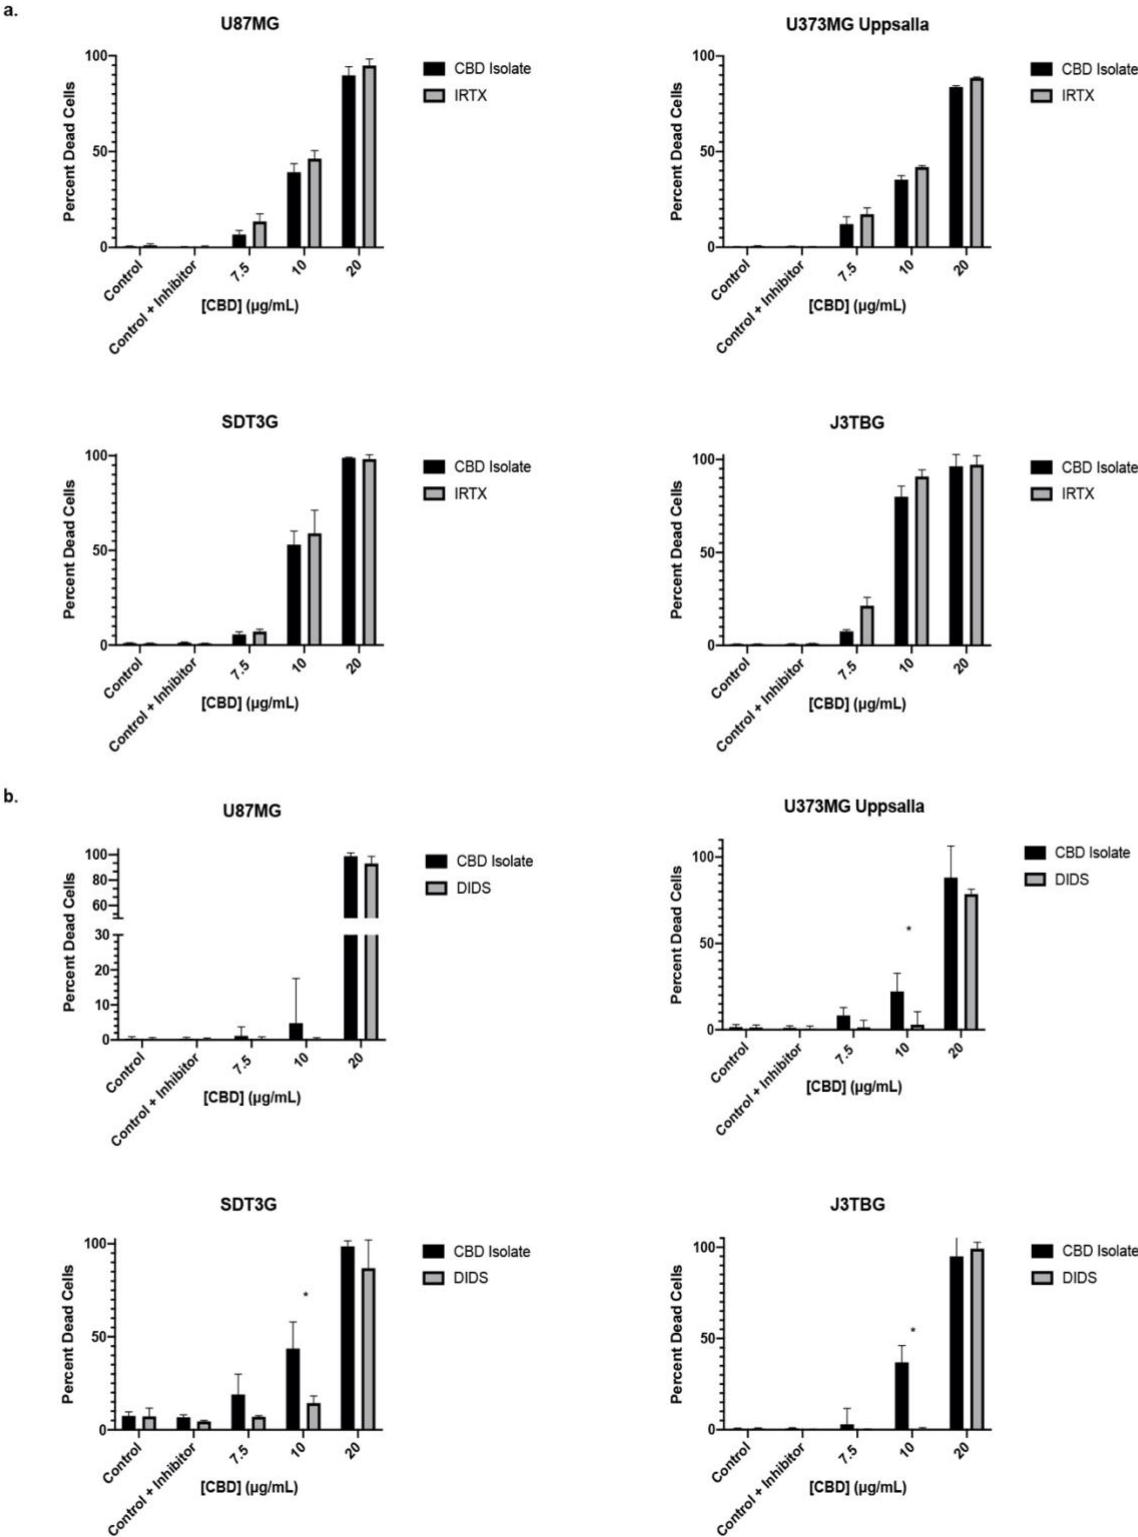 a.
U87MG
Percent Dead Cells
100
50
0
Control
Control + Inhibitor
7.5
10
20
[CBD] (µg/mL)
CBD Isolate
IRTX
U373MG Uppsalla
Percent Dead Cells
100
50
0
Control
Control + Inhibitor
7.5
10
20
[CBD] (µg/mL)
CBD Isolate
IRTX
SDT3G
Percent Dead Cells
100
50
0
Control
Control + Inhibitor
7.5
10
20
[CBD] (µg/mL)
CBD Isolate
IRTX
J3TBG
Percent Dead Cells
100
50
0
Control
Control + Inhibitor
7.5
10
20
[CBD] (µg/mL)
CBD Isolate
IRTX
b.
U87MG
Percent Dead Cells
100
80
60
30
20
10
0
Control
Control + Inhibitor
7.5
10
20
[CBD] (µg/mL)
CBD Isolate
DIDS
U373MG Uppsalla
Percent Dead Cells
100
50
0
*
Control
Control + Inhibitor
7.5
10
20
[CBD] (µg/mL)
CBD Isolate
DIDS
SDT3G
Percent Dead Cells
100
50
0
*
Control
Control + Inhibitor
7.5
10
20
[CBD] (µg/mL)
CBD Isolate
DIDS
J3TBG
Percent Dead Cells
100
50
0
*
Control
Control + Inhibitor
7.5
10
20
[CBD] (µg/mL)
CBD Isolate
DIDS